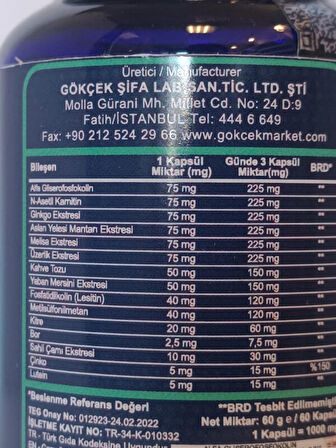 Üretici / Manufacturer
GÖKÇEK ŞİFA LAB.SAN.TİC. LTD. ŞTİ
Molla Gürani Mh. Millet Cd. No: 24 D:9
Fatih/İSTANBUL Tel: 444 6 649
Fax: +90 212 524 29 66 www.gokcekmarket.com
Bileşen 1 Kapsül Miktar (mg) Günde 3 Kapsül Miktar(mg) BRD*
Alfa Gliserofosfokolin 75 mg 225 mg **
N-Asetil Karnitin 75 mg 225 mg **
Ginkgo Ekstresi 75 mg 225 mg **
Aslan Yelesi Mantarı Ekstresi 75 mg 225 mg **
Melisa Ekstresi 75 mg 225 mg **
Üzerlik Ekstresi 75 mg 225 mg **
Kahve Tozu 50 mg 150 mg **
Yaban Mersini Ekstresi 50 mg 150 mg **
Fosfatidilkolin (Lesitin) 40 mg 120 mg **
Metilsülfonilmetan 40 mg 120 mg **
Kitre 20 mg 60 mg **
Bor 2,5 mg 7,5 mg **
Sahil Çamı Ekstresi 10 mg 30 mg **
Çinko 5 mg 15 mg %150
Lutein 5 mg 15 mg **
*Beslenme Referans Değeri **BRD Tesbit Edilmemiştir
TEG Onay No: 012923-24.02.2022 Net Miktar: 60 g e / 60 Kapsül
İŞLETME KAYIT NO: TR-34-K-010332 1 Kapsül = 1000
TR - Türk Gıda Kodeksine Uygundur